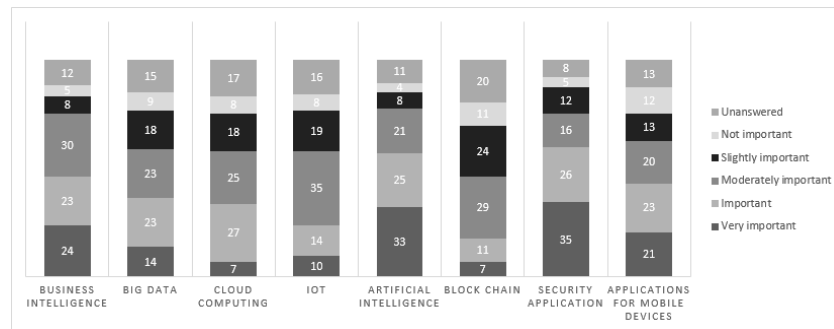 12 15 17 16 11 20 8 13
5 9 8 8 4 11 5 12
8 18 18 19 8 24 12 13
30 23 25 35 21 29 16 20
23 23 27 14 25 11 26 23
24 14 7 10 33 7 35 21
Unanswered
Not important
Slightly important
Moderately important
Important
Very important
BUSINESS INTELLIGENCE
BIG DATA
CLOUD COMPUTING
IOT
ARTIFICIAL INTELLIGENCE
BLOCK CHAIN
SECURITY APPLICATION
APPLICATIONS FOR MOBILE DEVICES